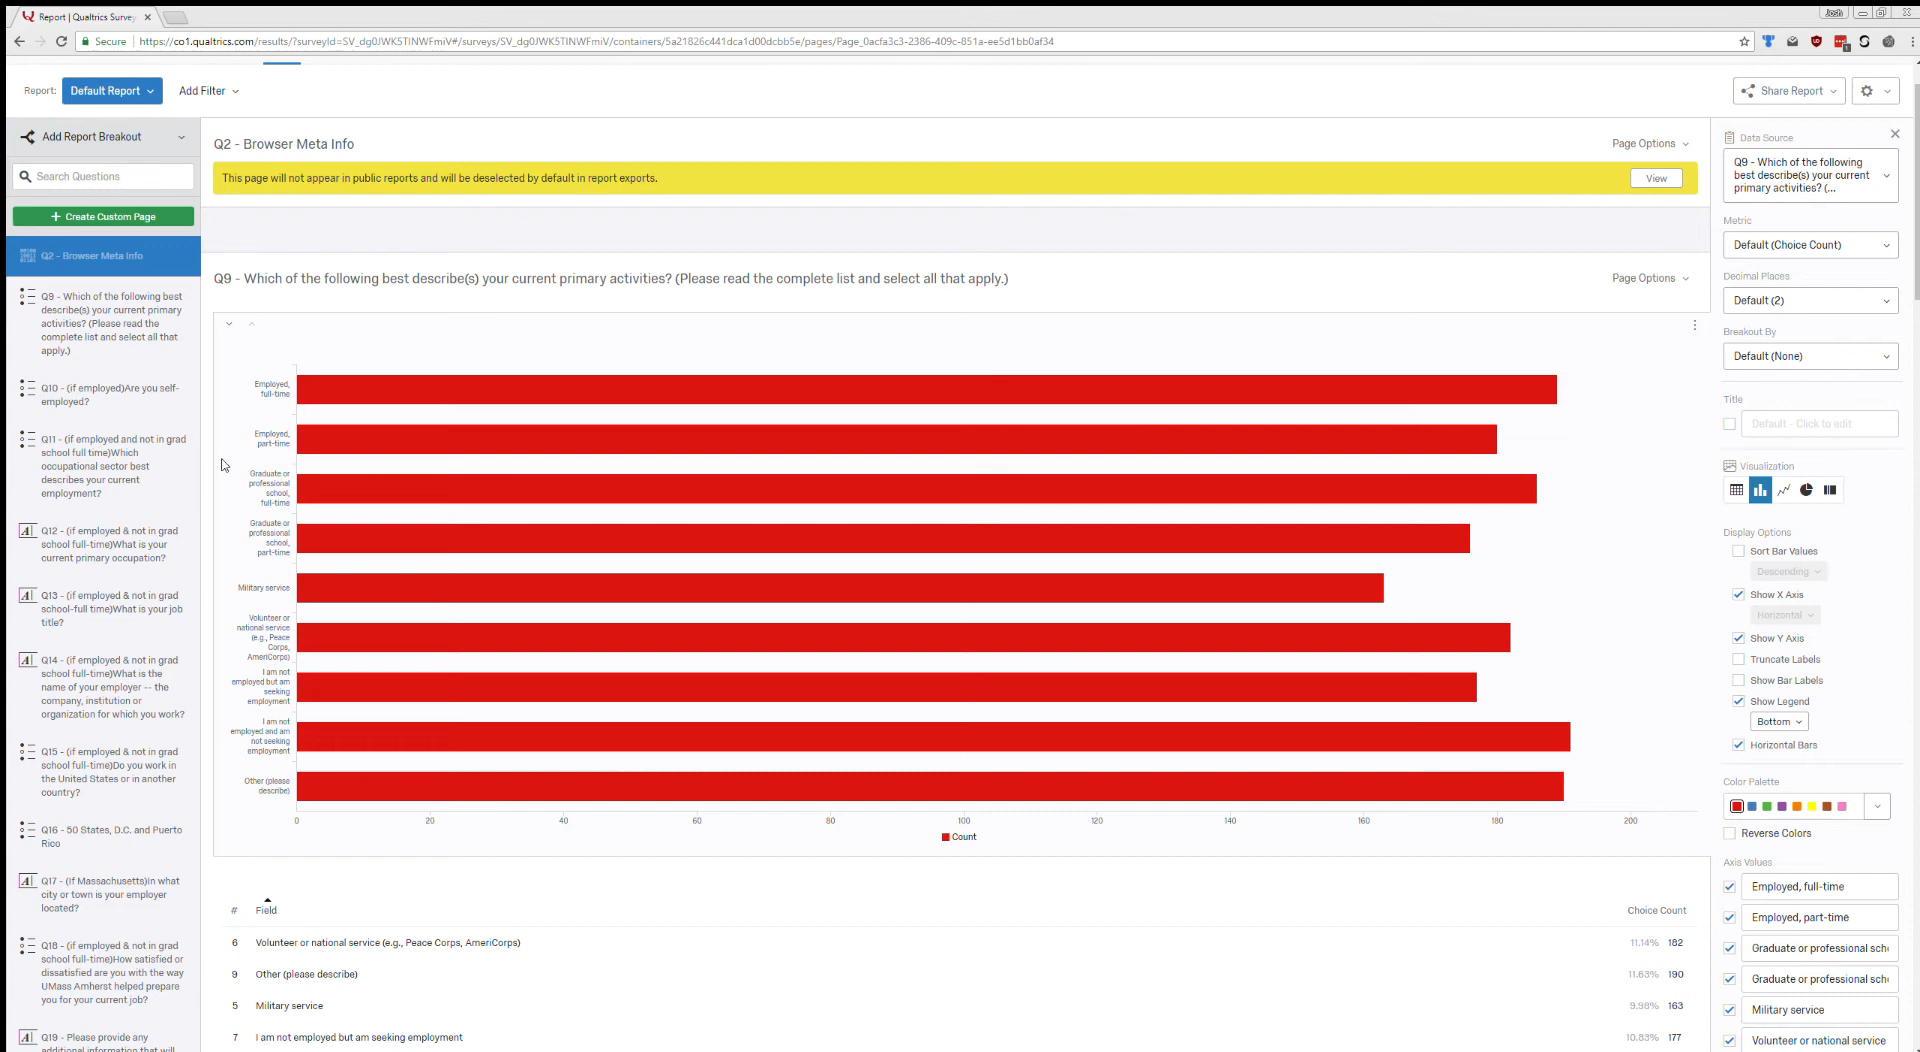 Report | Qualtrics Survey
Josh
Secure
https://co1.qualtrics.com/results/?surveyId=SV_dg0JWK5TINWFmiV#/surveys/SV_dg0JWK5TINWFmiV/containers/5a21826c441dca1d00dcbb5e/pages/Page_0acfa3c3-2386-409c-851a-ee5d1bb0af34
Report:
Default Report
Add Filter
Share Report
Add Report Breakout
Search Questions
+ Create Custom Page
Q2 - Browser Meta Info
Q9 - Which of the following
best describe(s) your current
primary activities? (Please read the
complete list and select all that
apply.)
Q10 - (if employed)Are you self-
employed?
Q11 - (if employed and not in grad
school full time)Which
occupational sector best
describes your current
employment?
Q12 - (if employed & not in grad
school full-time)What is your
current primary occupation?
Q13 - (if employed & not in grad
school-full time)What is your job
title?
Q14 - (if employed & not in grad
school full-time)What is the
name of your employer -- the
company, institution or
organization for which you work?
Q15 - (if employed & not in grad
school full-time)Do you work in
the United States or in another
country?
Q16 - 50 States, D.C. and Puerto
Rico
Q17 - (If Massachusetts)In what
city or town is your employer
located?
Q18 - (if employed & not in grad
school full-time)How satisfied or
dissatisfied are you with the way
UMass Amherst helped prepare
you for your current job?
Q19 - Please provide any
additional information that will
Q2 - Browser Meta Info
Page Options
This page will not appear in public reports and will be deselected by default in report exports.
View
Q9 - Which of the following best describe(s) your current primary activities? (Please read the complete list and select all that apply.)
Page Options
Employed,
full-time
Employed,
part-time
Graduate or
professional
school,
full-time
Graduate or
professional
school,
part-time
Military service
Volunteer or
national service
(e.g., Peace
Corps,
AmeriCorps)
I am not
employed but am
seeking
employment
I am not
employed and am
not seeking
employment
Other (please
describe)
0 20 40 60 80 100 120 140 160 180 200
Count
# Field Choice Count
6 Volunteer or national service (e.g., Peace Corps, AmeriCorps) 11.14% 182
9 Other (please describe) 11.63% 190
5 Military service 9.98% 163
7 I am not employed but am seeking employment 10.83% 177
Data Source
Q9 - Which of the following
best describe(s) your current
primary activities? (...
Metric
Default (Choice Count)
Decimal Places
Default (2)
Breakout By
Default (None)
Title
Default - Click to edit
Visualization
Display Options
Sort Bar Values
Descending
Show X Axis
Horizontal
Show Y Axis
Truncate Labels
Show Bar Labels
Show Legend
Bottom
Horizontal Bars
Color Palette
Reverse Colors
Axis Values
Employed, full-time
Employed, part-time
Graduate or professional sch
Graduate or professional sch
Military service
Volunteer or national service